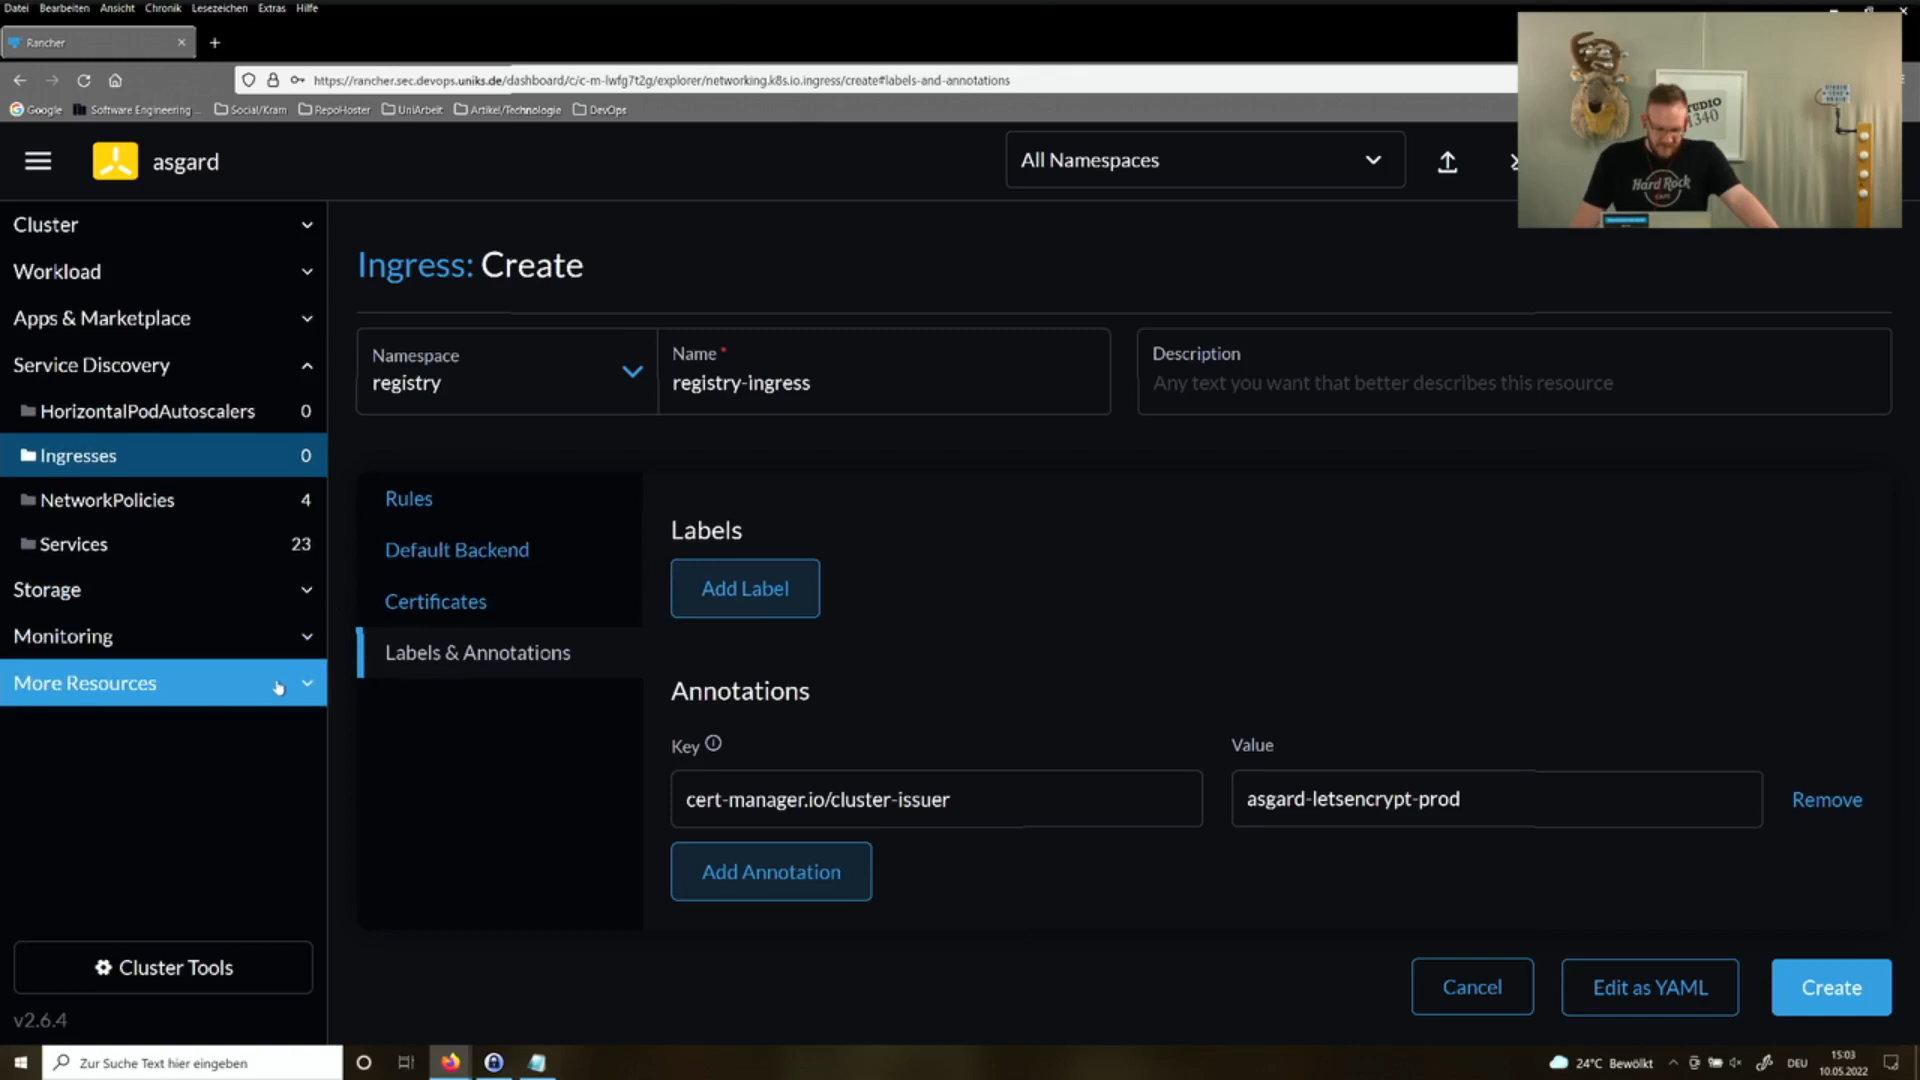 Datei Bearbeiten Ansicht Chronik Lesezeichen Extras Hilfe
Rancher
https://rancher.sec.devops.uniks.de/dashboard/c/c-m-lwfg7t2g/explorer/networking.k8s.io.ingress/create#labels-and-annotations
Google Software Engineering ... Social/Kram RepoHoster UniArbeit Artikel/Technologie DevOps
STUDIO
1340
Hard Rock
CAFE
asgard
All Namespaces
Cluster
Workload
Apps & Marketplace
Service Discovery
HorizontalPodAutoscalers 0
Ingresses 0
NetworkPolicies 4
Services 23
Storage
Monitoring
More Resources
Cluster Tools
v2.6.4
Ingress: Create
Namespace
registry
Name *
registry-ingress
Description
Any text you want that better describes this resource
Rules
Default Backend
Certificates
Labels & Annotations
Labels
Add Label
Annotations
Key
Value
cert-manager.io/cluster-issuer
asgard-letsencrypt-prod
Remove
Add Annotation
Cancel
Edit as YAML
Create
Zur Suche Text hier eingeben
24°C Bewölkt
DEU
15:03
10.05.2022